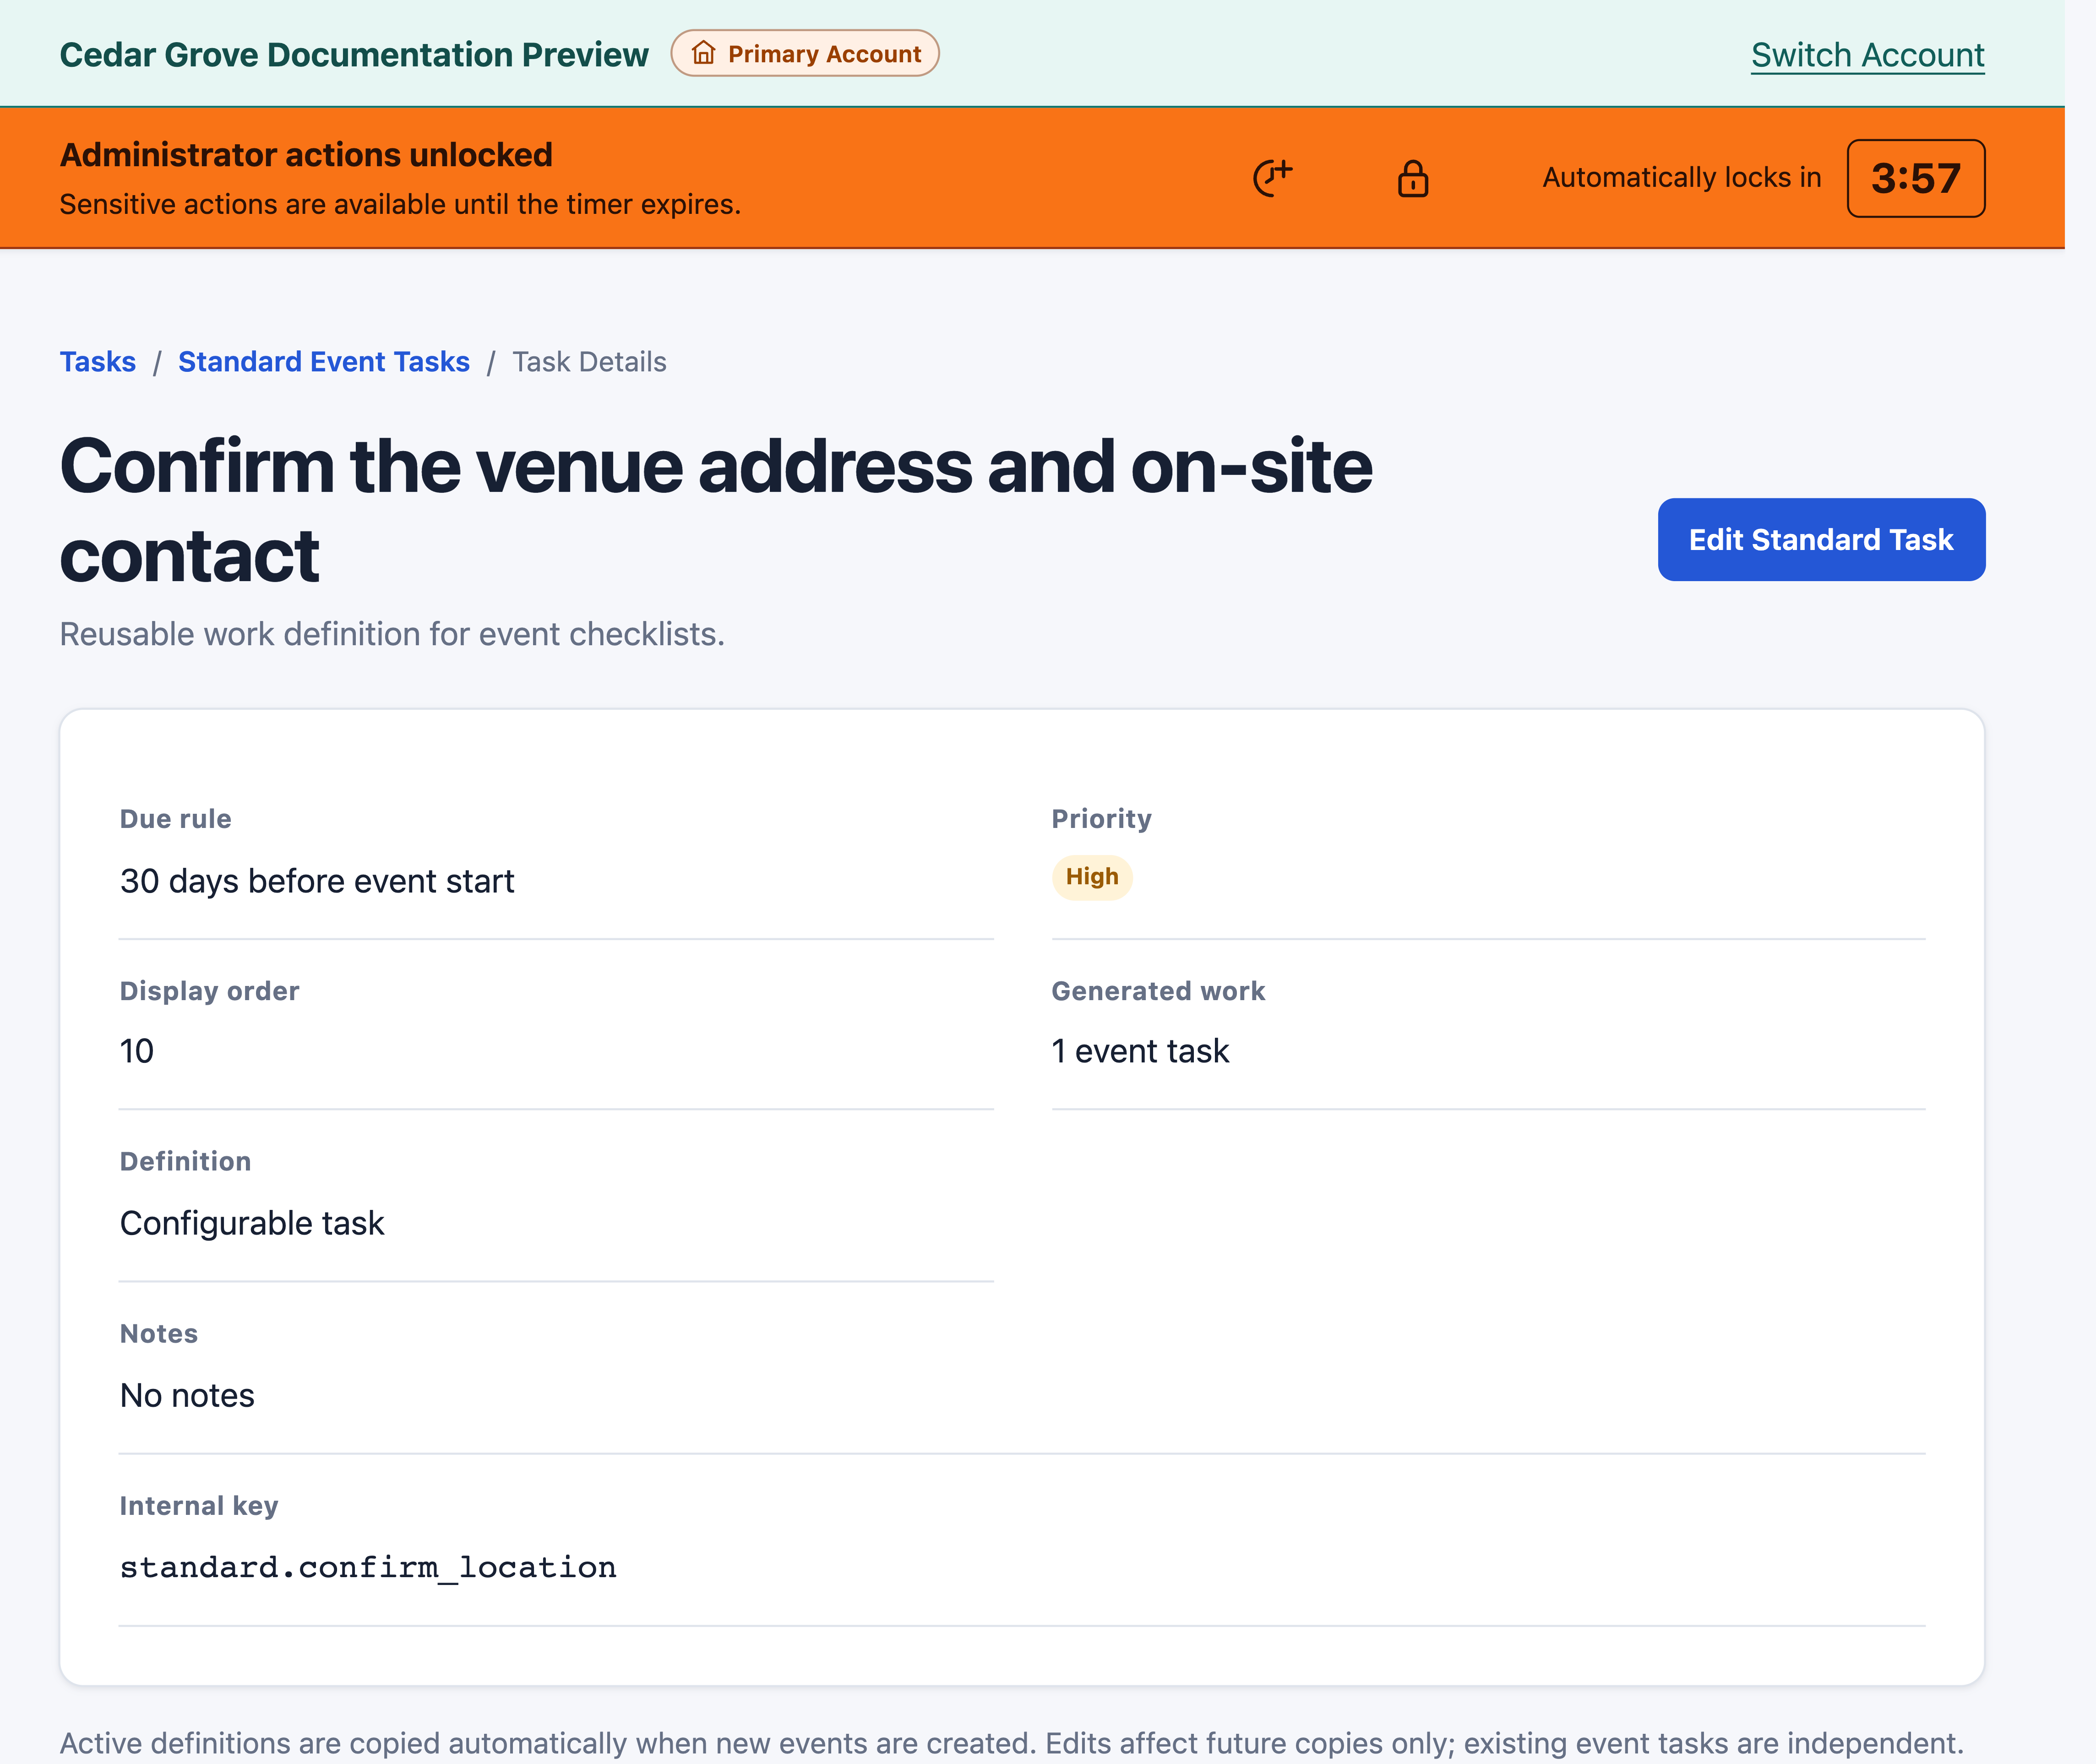 Cedar Grove Documentation Preview
Primary Account
Switch Account
Administrator actions unlocked
Sensitive actions are available until the timer expires.
Automatically locks in
3:57
Tasks / Standard Event Tasks / Task Details
Confirm the venue address and on-site
contact
Edit Standard Task
Reusable work definition for event checklists.
Due rule
30 days before event start
Priority
High
Display order
10
Generated work
1 event task
Definition
Configurable task
Notes
No notes
Internal key
standard.confirm_location
Active definitions are copied automatically when new events are created. Edits affect future copies only; existing event tasks are independent.